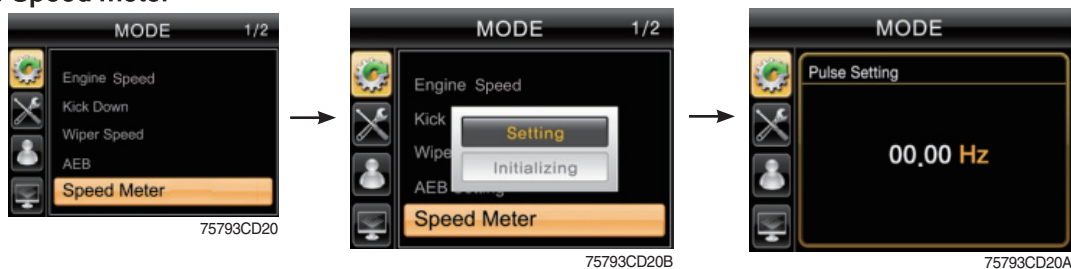 Speed Meter
MODE 1/2
Engine Speed
Kick Down
Wiper Speed
AEB
Speed Meter
75793CD20
MODE 1/2
Engine Speed
Kick
Setting
Wipe
Initializing
AEB
Speed Meter
75793CD20B
MODE
Pulse Setting
00.00 Hz
75793CD20A